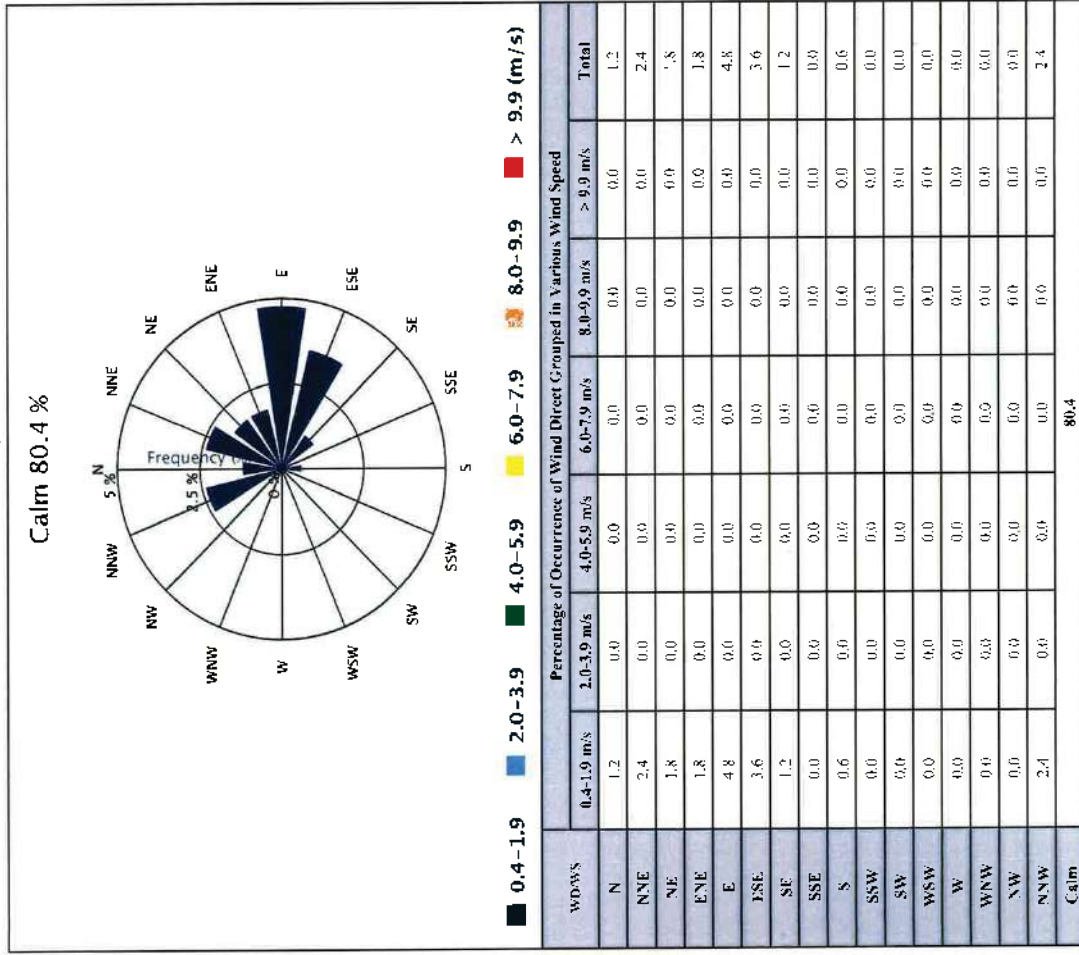 Calm 80.4 %
N
NNE
NE
ENE
E
ESE
SE
SSE
S
SSW
SW
WSW
W
WNW
NW
NNW
5 %
Frequency
2.5 %
0 %
0.4-1.9 2.0-3.9 4.0-5.9 6.0-7.9 8.0-9.9 > 9.9 (m/s)
Percentage of Occurrence of Wind Direct Grouped in Various Wind Speed
WD/WS 0.4-1.9 m/s 2.0-3.9 m/s 4.0-5.9 m/s 6.0-7.9 m/s 8.0-9.9 m/s > 9.9 m/s Total
N 1.2 0.0 0.0 0.0 0.0 0.0 1.2
NNE 2.4 0.0 0.0 0.0 0.0 0.0 2.4
NE 1.8 0.0 0.0 0.0 0.0 0.0 1.8
ENE 1.8 0.0 0.0 0.0 0.0 0.0 1.8
E 4.8 0.0 0.0 0.0 0.0 0.0 4.8
ESE 3.6 0.0 0.0 0.0 0.0 0.0 3.6
SE 1.2 0.0 0.0 0.0 0.0 0.0 1.2
SSE 0.0 0.0 0.0 0.0 0.0 0.0 0.0
S 0.6 0.0 0.0 0.0 0.0 0.0 0.6
SSW 0.0 0.0 0.0 0.0 0.0 0.0 0.0
SW 0.0 0.0 0.0 0.0 0.0 0.0 0.0
WSW 0.0 0.0 0.0 0.0 0.0 0.0 0.0
W 0.0 0.0 0.0 0.0 0.0 0.0 0.0
WNW 0.0 0.0 0.0 0.0 0.0 0.0 0.0
NW 0.0 0.0 0.0 0.0 0.0 0.0 0.0
NNW 2.4 0.0 0.0 0.0 0.0 0.0 2.4
Calm 80.4